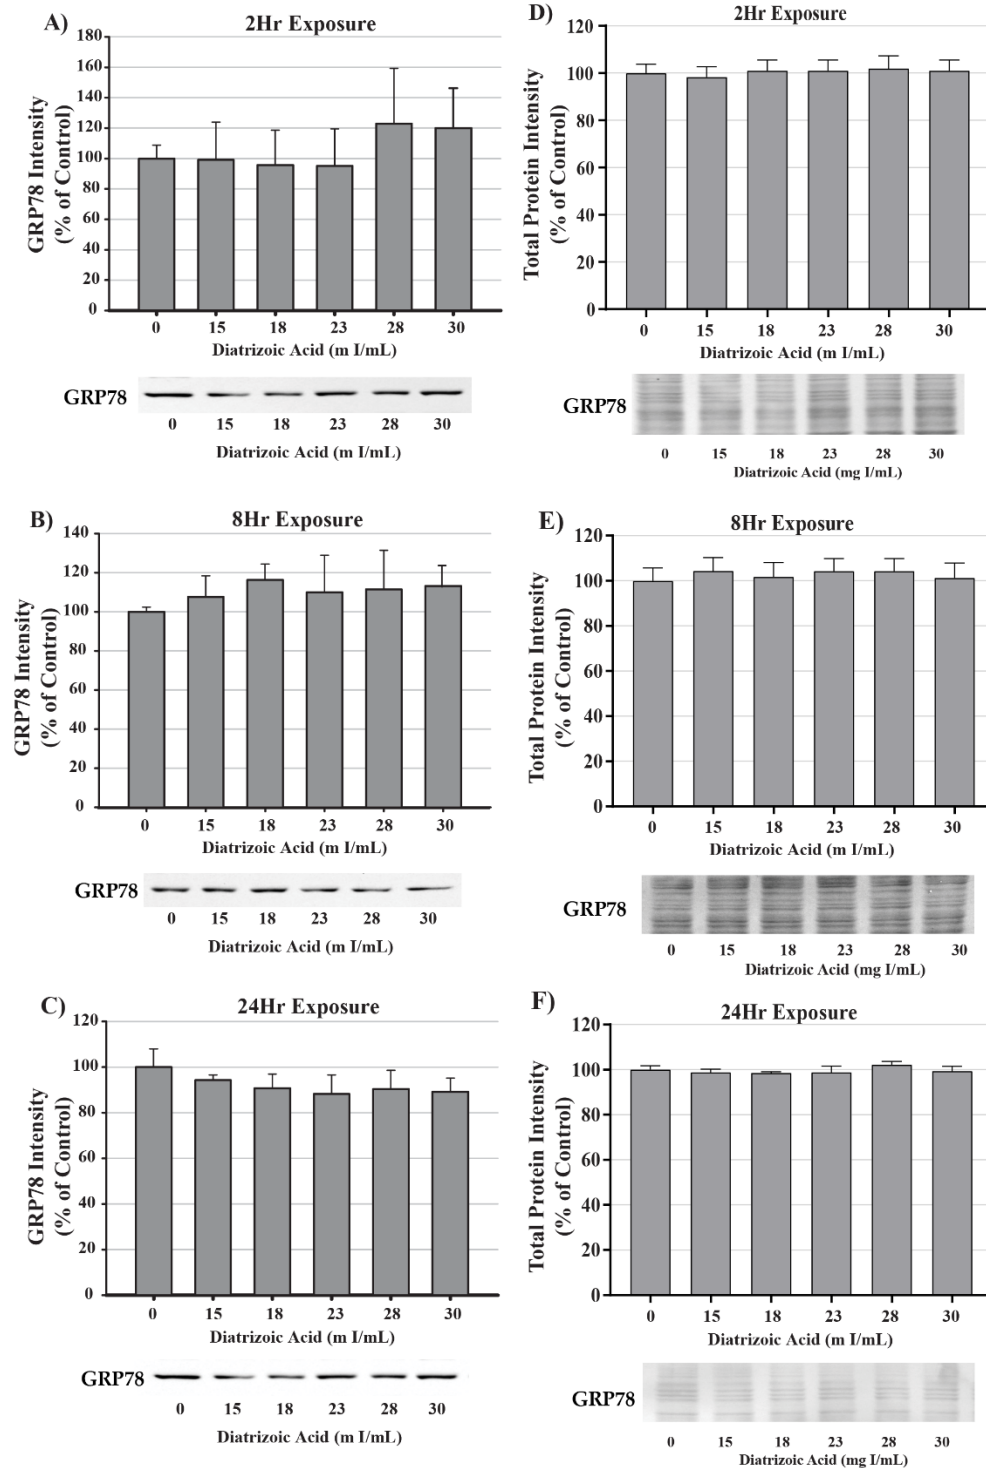 A)
2Hr Exposure
GRP78 Intensity
(% of Control)
180
160
140
120
100
80
60
40
20
0
0 15 18 23 28 30
Diatrizoic Acid (m I/mL)
GRP78
0 15 18 23 28 30
Diatrizoic Acid (m I/mL)
D)
2Hr Exposure
Total Protein Intensity
(% of Control)
120
100
80
60
40
20
0
0 15 18 23 28 30
Diatrizoic Acid (m I/mL)
GRP78
0 15 18 23 28 30
Diatrizoic Acid (mg I/mL)
B)
8Hr Exposure
GRP78 Intensity
(% of Control)
140
120
100
80
60
40
20
0
0 15 18 23 28 30
Diatrizoic Acid (m I/mL)
GRP78
0 15 18 23 28 30
Diatrizoic Acid (m I/mL)
E)
8Hr Exposure
Total Protein Intensity
(% of Control)
120
100
80
60
40
20
0
0 15 18 23 28 30
Diatrizoic Acid (m I/mL)
GRP78
0 15 18 23 28 30
Diatrizoic Acid (mg I/mL)
C)
24Hr Exposure
GRP78 Intensity
(% of Control)
120
100
80
60
40
20
0
0 15 18 23 28 30
Diatrizoic Acid (m I/mL)
GRP78
0 15 18 23 28 30
Diatrizoic Acid (m I/mL)
F)
24Hr Exposure
Total Protein Intensity
(% of Control)
120
100
80
60
40
20
0
0 15 18 23 28 30
Diatrizoic Acid (m I/mL)
GRP78
0 15 18 23 28 30
Diatrizoic Acid (mg I/mL)